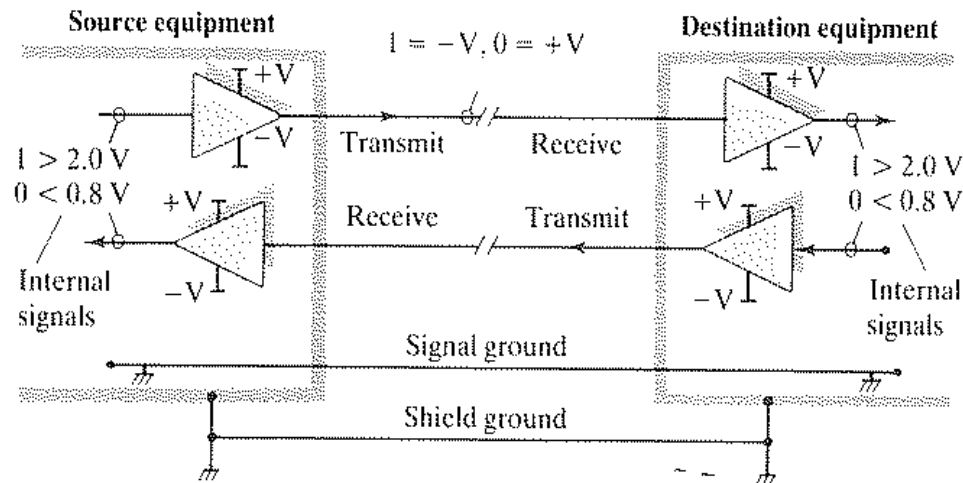 Source equipment
1 = −V, 0 = +V
Destination equipment
+V
−V
Transmit
Receive
+V
−V
1 > 2.0 V
0 < 0.8 V
1 > 2.0 V
0 < 0.8 V
+V
−V
Receive
Transmit
+V
−V
Internal
signals
Internal
signals
Signal ground
Shield ground